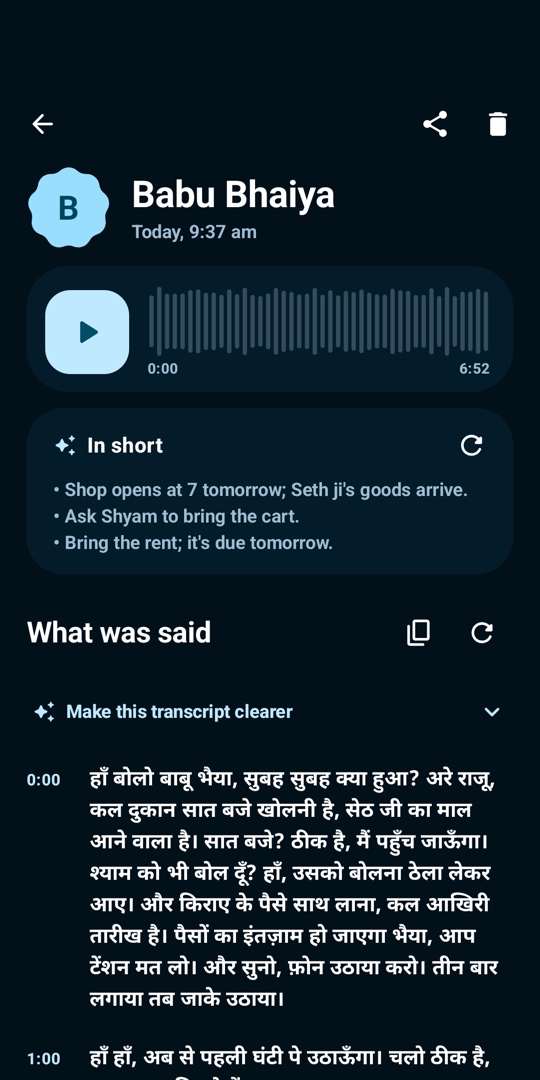 B
Babu Bhaiya
Today, 9:37 am
0:00
6:52
In short
• Shop opens at 7 tomorrow; Seth ji's goods arrive.
• Ask Shyam to bring the cart.
• Bring the rent; it's due tomorrow.
What was said
Make this transcript clearer
0:00
हाँ बोलो बाबू भैया, सुबह सुबह क्या हुआ? अरे राजू,
कल दुकान सात बजे खोलनी है, सेठ जी का माल
आने वाला है। सात बजे? ठीक है, मैं पहुँच जाऊँगा।
श्याम को भी बोल दूँ? हाँ, उसको बोलना ठेला लेकर
आए। और किराए के पैसे साथ लाना, कल आखिरी
तारीख है। पैसों का इंतज़ाम हो जाएगा भैया, आप
टेंशन मत लो। और सुनो, फ़ोन उठाया करो। तीन बार
लगाया तब जाके उठाया।
1:00
हाँ हाँ, अब से पहली घंटी पे उठाऊँगा। चलो ठीक है,